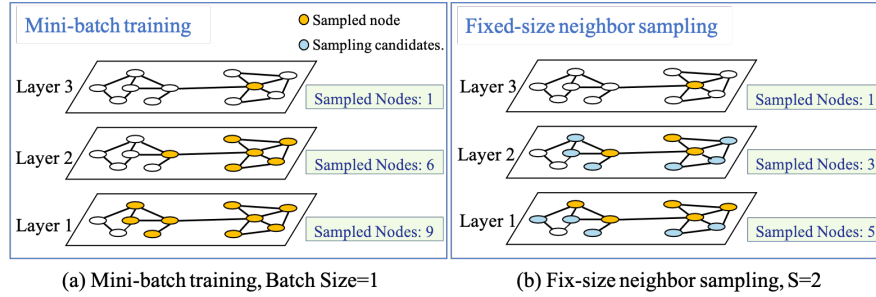 Mini-batch training
Sampled node
Sampling candidates.
Layer 3
Sampled Nodes: 1
Layer 2
Sampled Nodes: 6
Layer 1
Sampled Nodes: 9
(a) Mini-batch training, Batch Size=1
Fixed-size neighbor sampling
Layer 3
Sampled Nodes: 1
Layer 2
Sampled Nodes: 3
Layer 1
Sampled Nodes: 5
(b) Fix-size neighbor sampling, S=2